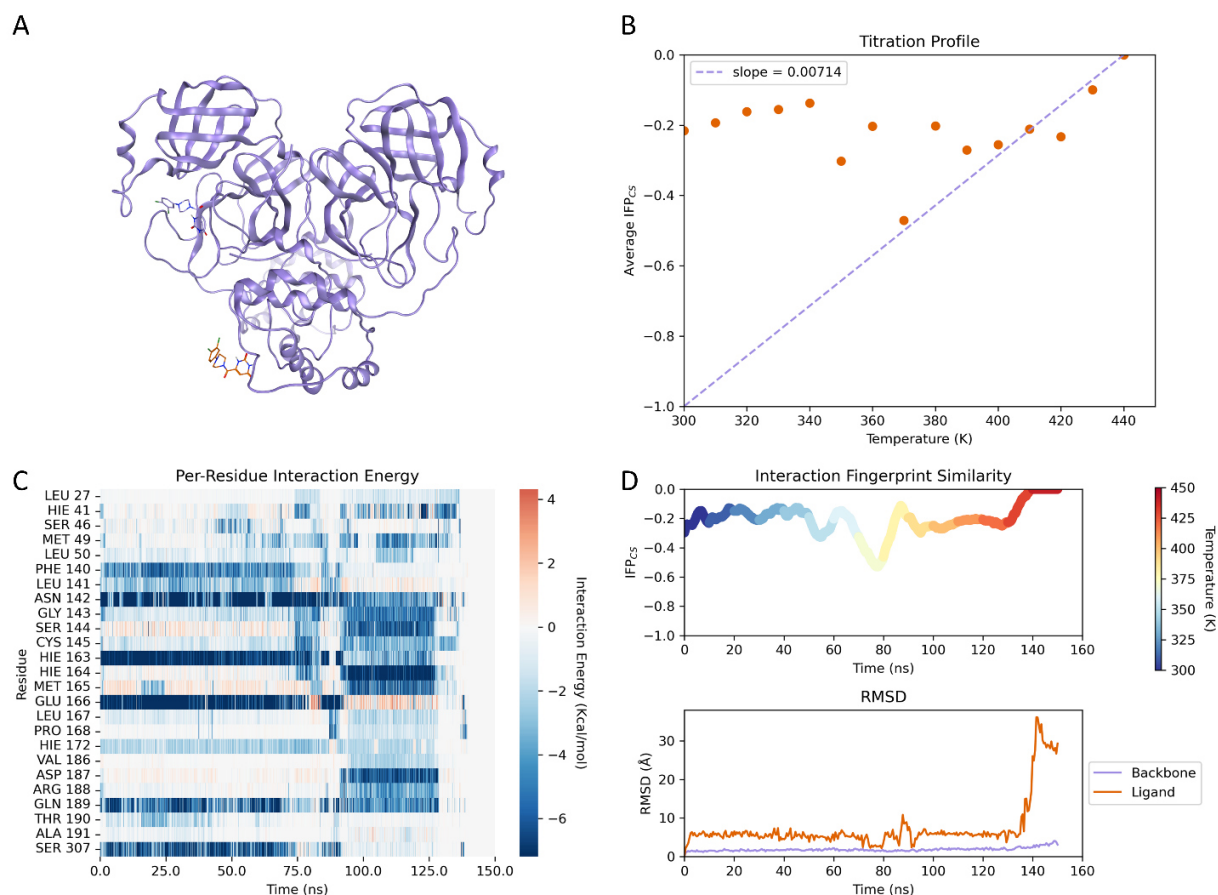 A
B
Titration Profile
slope = 0.00714
0.0
−0.2
−0.4
−0.6
−0.8
−1.0
Average IFP_CS
300 320 340 360 380 400 420 440
Temperature (K)
C
Per-Residue Interaction Energy
LEU 27
HIE 41
SER 46
MET 49
LEU 50
PHE 140
LEU 141
ASN 142
GLY 143
SER 144
CYS 145
HIE 163
HIE 164
MET 165
GLU 166
LEU 167
PRO 168
HIE 172
VAL 186
ASP 187
ARG 188
GLN 189
THR 190
ALA 191
SER 307
Residue
0.0 25.0 50.0 75.0 100.0 125.0 150.0
Time (ns)
4
2
0
−2
−4
−6
Interaction Energy (Kcal/mol)
D
Interaction Fingerprint Similarity
0.0
−0.2
−0.4
−0.6
−0.8
−1.0
IFP_CS
0 20 40 60 80 100 120 140 160
Time (ns)
450
425
400
375
350
325
300
Temperature
(K)
RMSD
30
20
10
0
RMSD (Å)
0 20 40 60 80 100 120 140 160
Time (ns)
Backbone
Ligand